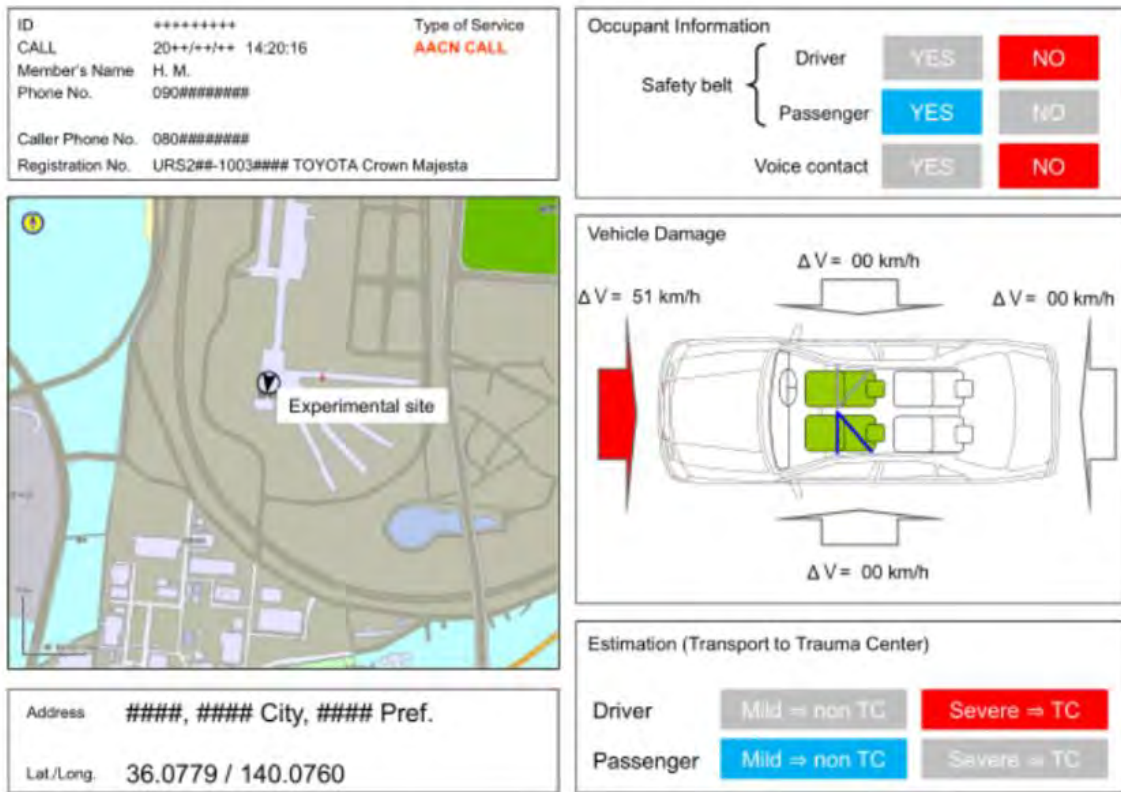 ID +++++++++ Type of Service
CALL 20++/++/++ 14:20:16 AACN CALL
Member's Name H. M.
Phone No. 090########
Caller Phone No. 080########
Registration No. URS2##-1003#### TOYOTA Crown Majesta
Experimental site
Address ####, #### City, #### Pref.
Lat./Long. 36.0779 / 140.0760
Occupant Information
Safety belt
Driver YES NO
Passenger YES NO
Voice contact YES NO
Vehicle Damage
Δ V = 00 km/h
Δ V = 51 km/h
Δ V = 00 km/h
Δ V = 00 km/h
Estimation (Transport to Trauma Center)
Driver Mild ⇒ non TC Severe ⇒ TC
Passenger Mild ⇒ non TC Severe ⇒ TC